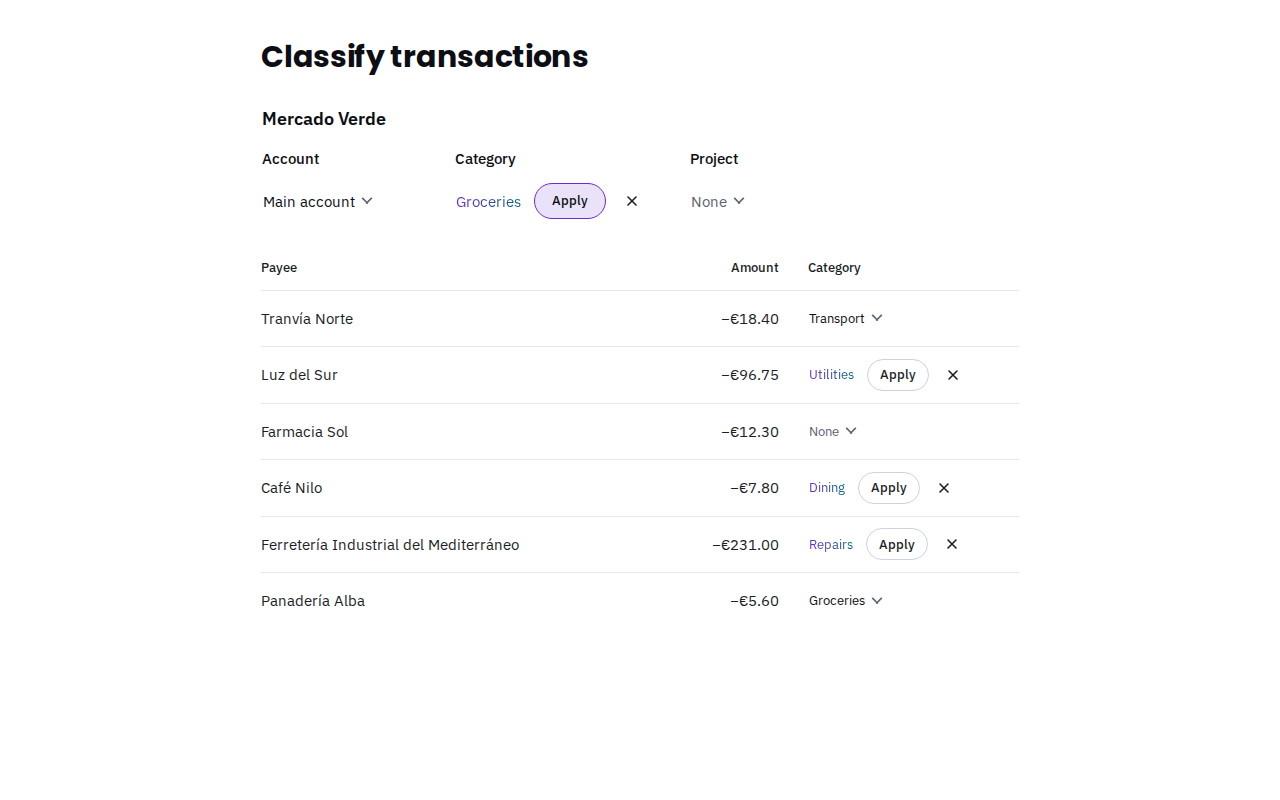 Classify transactions
Mercado Verde
Account Category Project
Main account Groceries Apply None
Payee Amount Category
Tranvía Norte −€18.40 Transport
Luz del Sur −€96.75 Utilities Apply
Farmacia Sol −€12.30 None
Café Nilo −€7.80 Dining Apply
Ferretería Industrial del Mediterráneo −€231.00 Repairs Apply
Panadería Alba −€5.60 Groceries